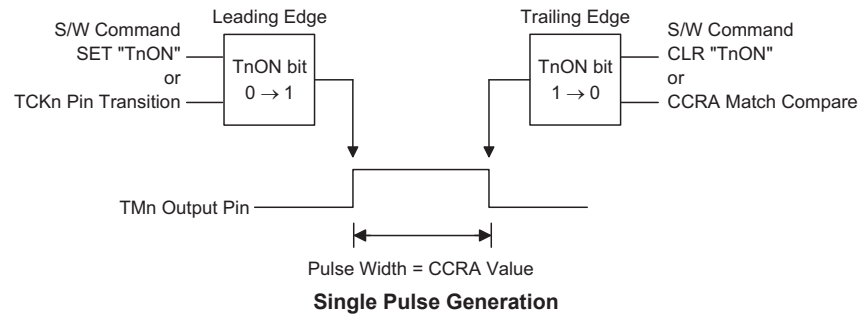 Leading Edge
S/W Command
SET "TnON"
or
TCKn Pin Transition
TnON bit
0 → 1
Trailing Edge
TnON bit
1 → 0
S/W Command
CLR "TnON"
or
CCRA Match Compare
TMn Output Pin
Pulse Width = CCRA Value
Single Pulse Generation